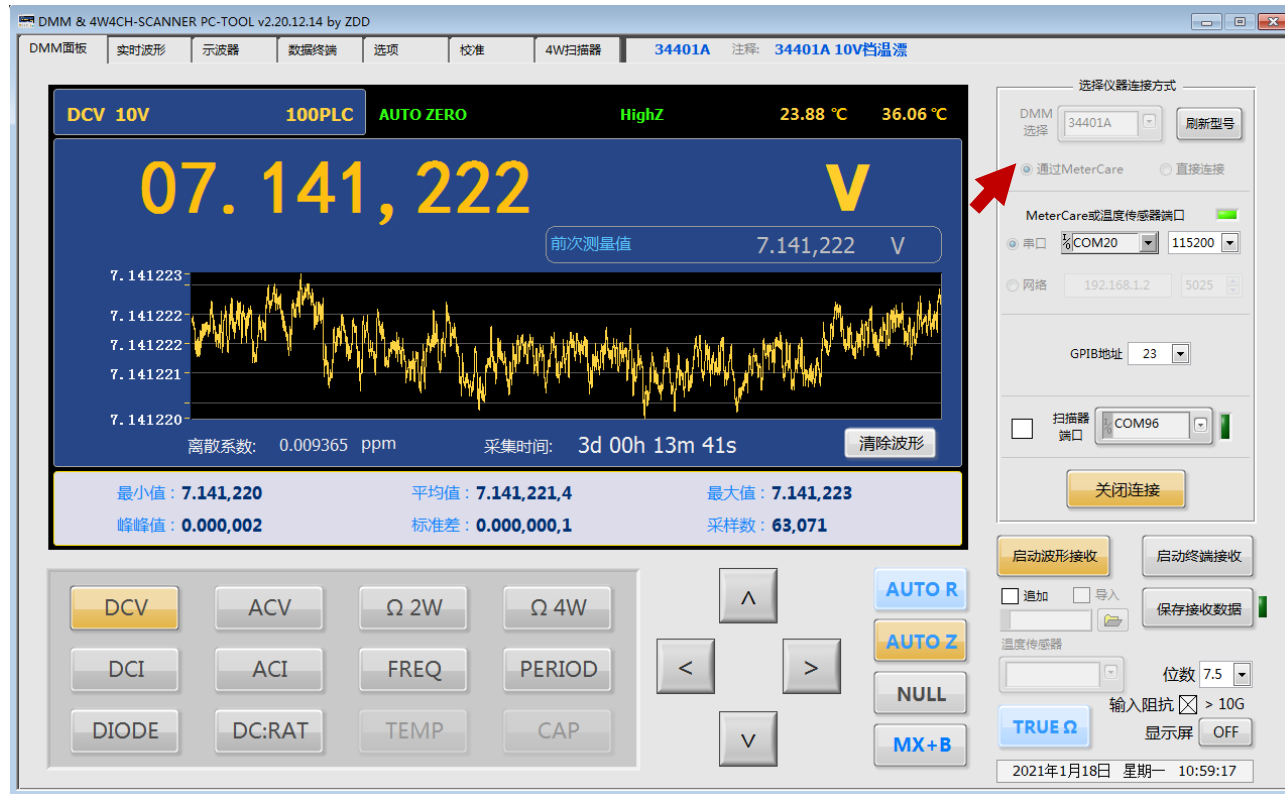 DMM & 4W4CH-SCANNER PC-TOOL v2.20.12.14 by ZDD
DMM面板 实时波形 示波器 数据终端 选项 校准 4W扫描器 34401A 注释: 34401A 10V档温漂
DCV 10V 100PLC AUTO ZERO HighZ 23.88 ℃ 36.06 ℃
07.141,222 V
前次测量值 7.141,222 V
7.141223
7.141222
7.141222
7.141221
7.141220
离散系数: 0.009365 ppm 采集时间: 3d 00h 13m 41s 清除波形
最小值 : 7.141,220 平均值 : 7.141,221,4 最大值 : 7.141,223
峰峰值 : 0.000,002 标准差 : 0.000,000,1 采样数 : 63,071
DCV ACV Ω 2W Ω 4W
DCI ACI FREQ PERIOD
DIODE DC:RAT TEMP CAP
˄
< >
˅
AUTO R
AUTO Z
NULL
MX+B
选择仪器连接方式
DMM
选择 34401A 刷新型号
通过MeterCare 直接连接
MeterCare或温度传感器端口
串口 COM20 115200
网络 192.168.1.2 5025
GPIB地址 23
扫描器
端口 COM96
关闭连接
启动波形接收 启动终端接收
追加 导入 保存接收数据
温度传感器
位数 7.5
输入阻抗 > 10G
TRUE Ω 显示屏 OFF
2021年1月18日 星期一 10:59:17